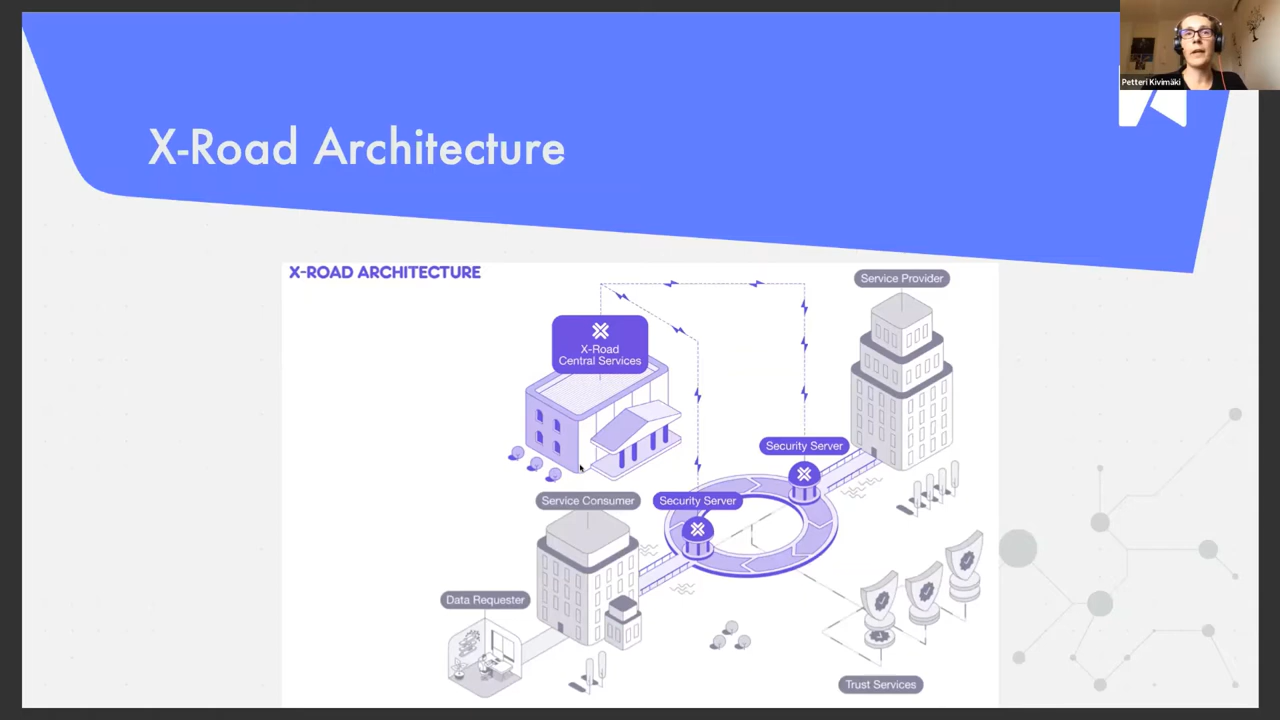 Petteri Kivimäki
X-Road Architecture
X-ROAD ARCHITECTURE
Service Provider
X-Road
Central Services
Security Server
Service Consumer
Security Server
Data Requester
Trust Services